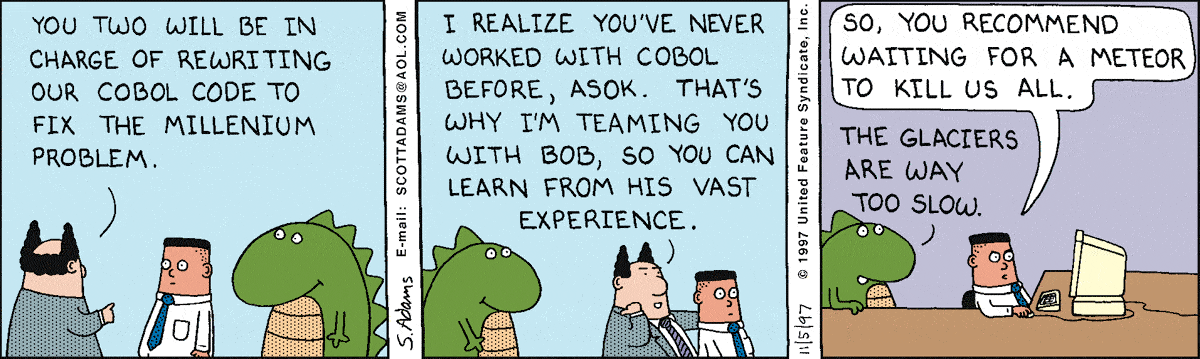 YOU TWO WILL BE IN
CHARGE OF REWRITING
OUR COBOL CODE TO
FIX THE MILLENIUM
PROBLEM.
S. Adams E-mail: SCOTTADAMS@AOL.COM
I REALIZE YOU'VE NEVER
WORKED WITH COBOL
BEFORE, ASOK. THAT'S
WHY I'M TEAMING YOU
WITH BOB, SO YOU CAN
LEARN FROM HIS VAST
EXPERIENCE.
11/5/97 © 1997 United Feature Syndicate, Inc.
SO, YOU RECOMMEND
WAITING FOR A METEOR
TO KILL US ALL.
THE GLACIERS
ARE WAY
TOO SLOW.